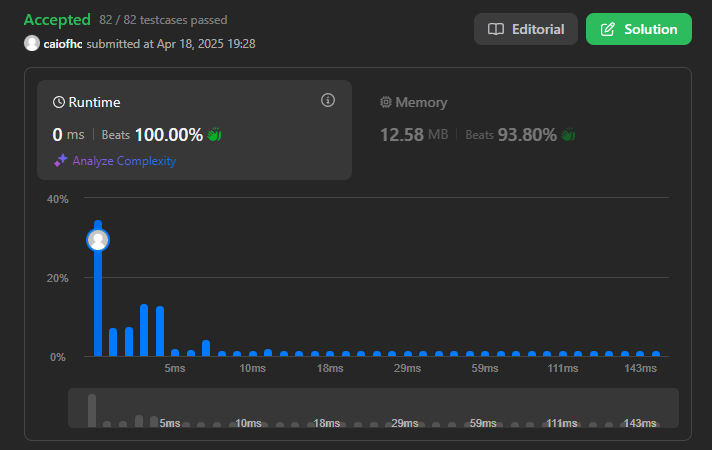 Accepted 82 / 82 testcases passed
caiofhc submitted at Apr 18, 2025 19:28
Editorial
Solution
Runtime
0 ms | Beats 100.00%
Analyze Complexity
Memory
12.58 MB | Beats 93.80%
40%
20%
0%
5ms 10ms 18ms 29ms 59ms 111ms 143ms
5ms 10ms 18ms 29ms 59ms 111ms 143ms